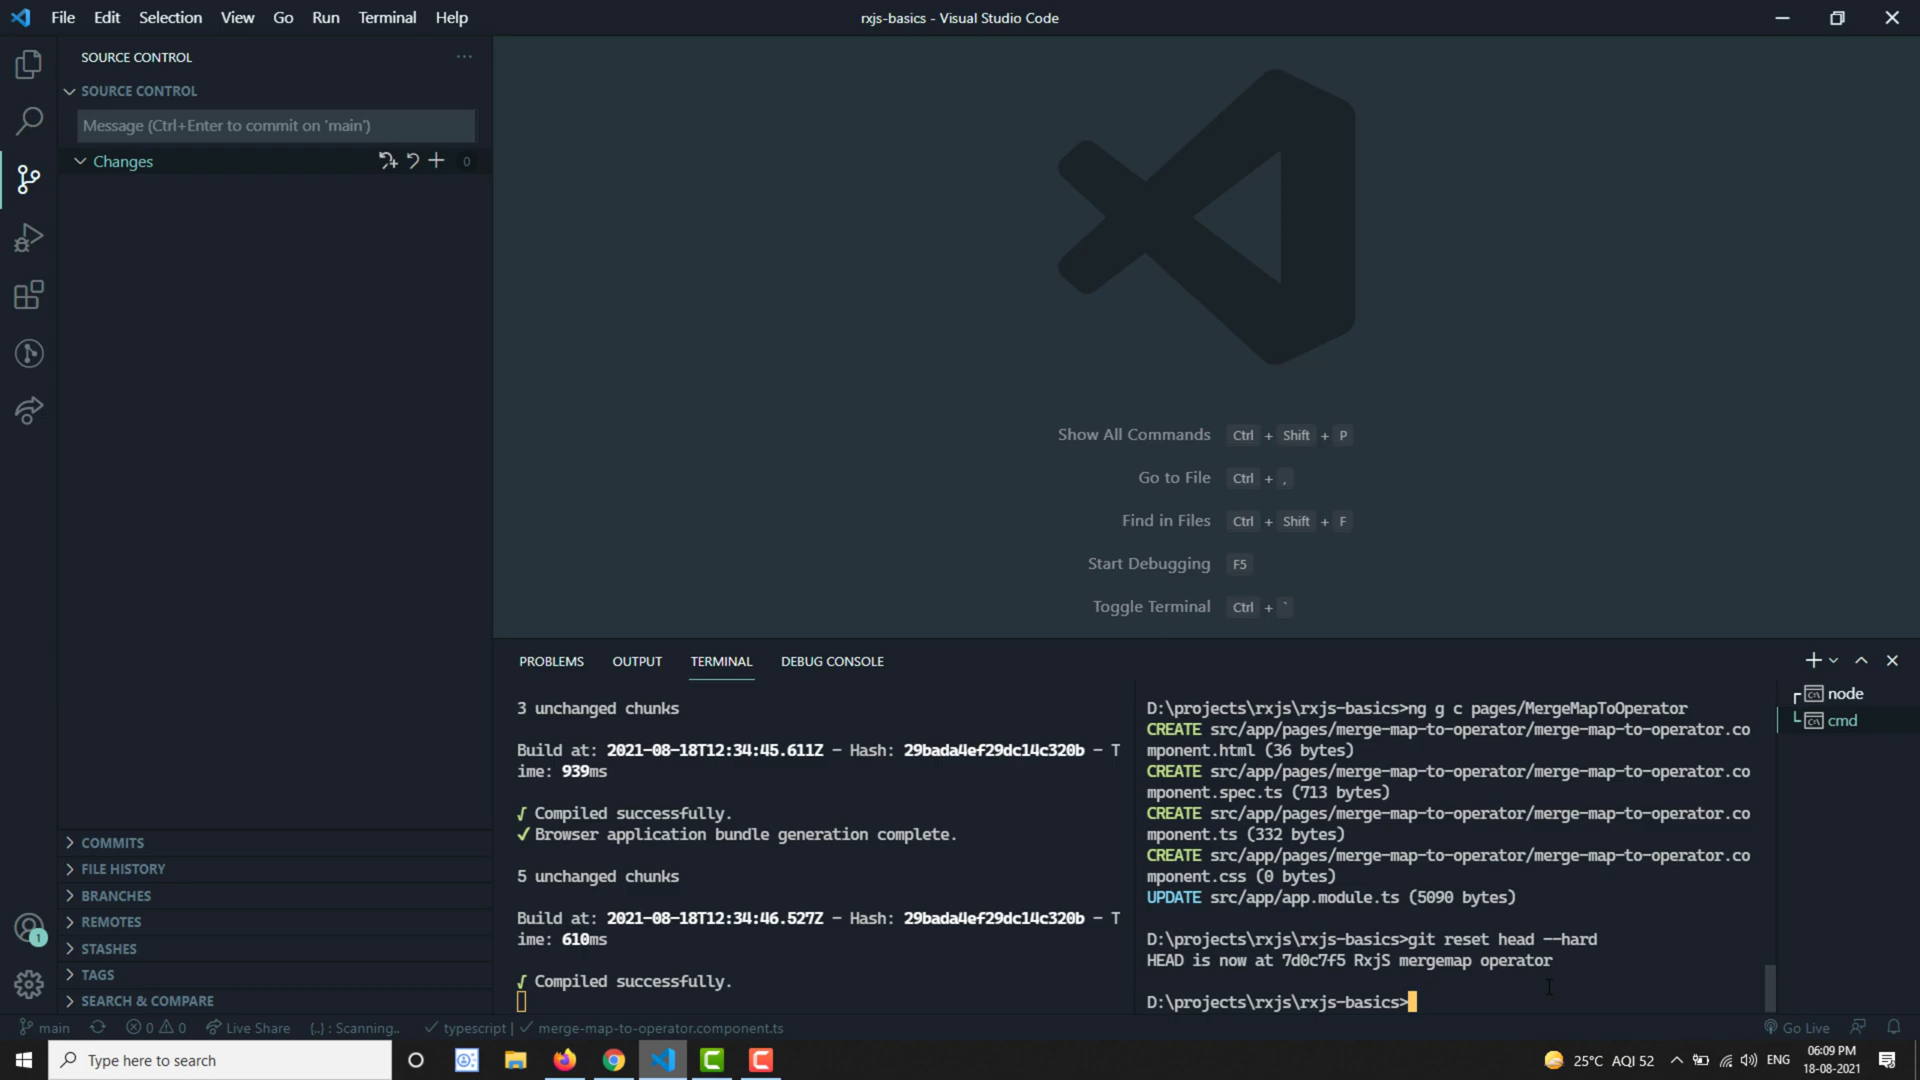 File Edit Selection View Go Run Terminal Help
rxjs-basics - Visual Studio Code
SOURCE CONTROL
SOURCE CONTROL
Message (Ctrl+Enter to commit on 'main')
Changes 0
Show All Commands Ctrl + Shift + P
Go to File Ctrl + ,
Find in Files Ctrl + Shift + F
Start Debugging F5
Toggle Terminal Ctrl + `
COMMITS
FILE HISTORY
BRANCHES
REMOTES
STASHES
TAGS
SEARCH & COMPARE
1
PROBLEMS OUTPUT TERMINAL DEBUG CONSOLE
3 unchanged chunks
Build at: 2021-08-18T12:34:45.611Z - Hash: 29bada4ef29dc14c320b - T
ime: 939ms
√ Compiled successfully.
✓ Browser application bundle generation complete.
5 unchanged chunks
Build at: 2021-08-18T12:34:46.527Z - Hash: 29bada4ef29dc14c320b - T
ime: 610ms
√ Compiled successfully.
D:\projects\rxjs\rxjs-basics>ng g c pages/MergeMapToOperator
CREATE src/app/pages/merge-map-to-operator/merge-map-to-operator.co
mponent.html (36 bytes)
CREATE src/app/pages/merge-map-to-operator/merge-map-to-operator.co
mponent.spec.ts (713 bytes)
CREATE src/app/pages/merge-map-to-operator/merge-map-to-operator.co
mponent.ts (332 bytes)
CREATE src/app/pages/merge-map-to-operator/merge-map-to-operator.co
mponent.css (0 bytes)
UPDATE src/app/app.module.ts (5090 bytes)
D:\projects\rxjs\rxjs-basics>git reset head --hard
HEAD is now at 7d0c7f5 RxjS mergemap operator
D:\projects\rxjs\rxjs-basics>
node
cmd
main 0 0 Live Share {..} : Scanning.. typescript | merge-map-to-operator.component.ts Go Live
Type here to search
25°C AQI 52 ENG
06:09 PM
18-08-2021